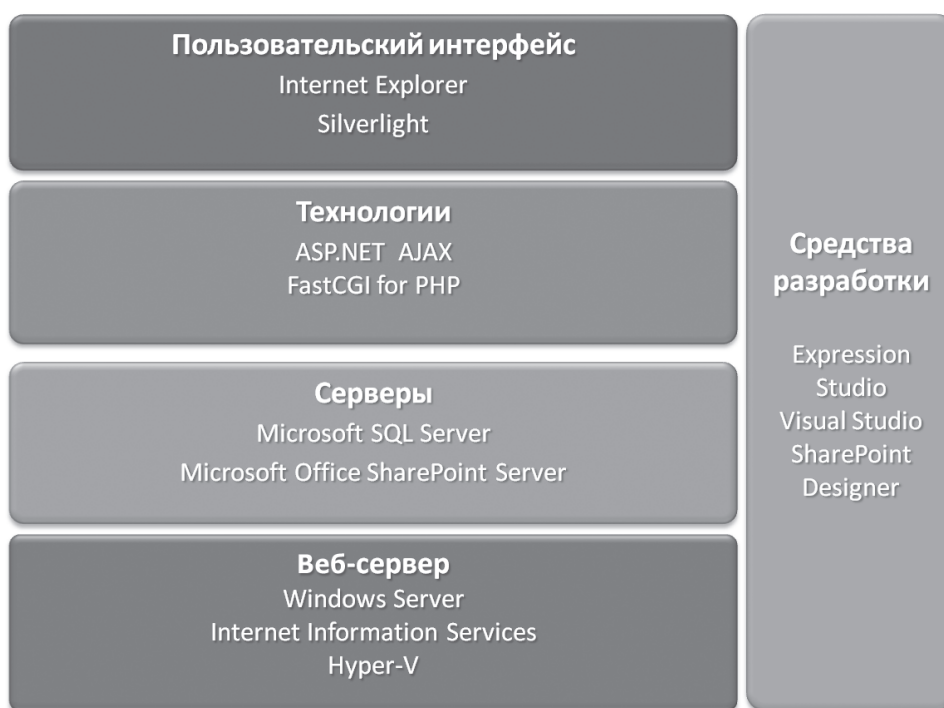 Пользовательский интерфейс
Internet Explorer
Silverlight
Технологии
ASP.NET AJAX
FastCGI for PHP
Серверы
Microsoft SQL Server
Microsoft Office SharePoint Server
Веб-сервер
Windows Server
Internet Information Services
Hyper-V
Средства
разработки
Expression
Studio
Visual Studio
SharePoint
Designer